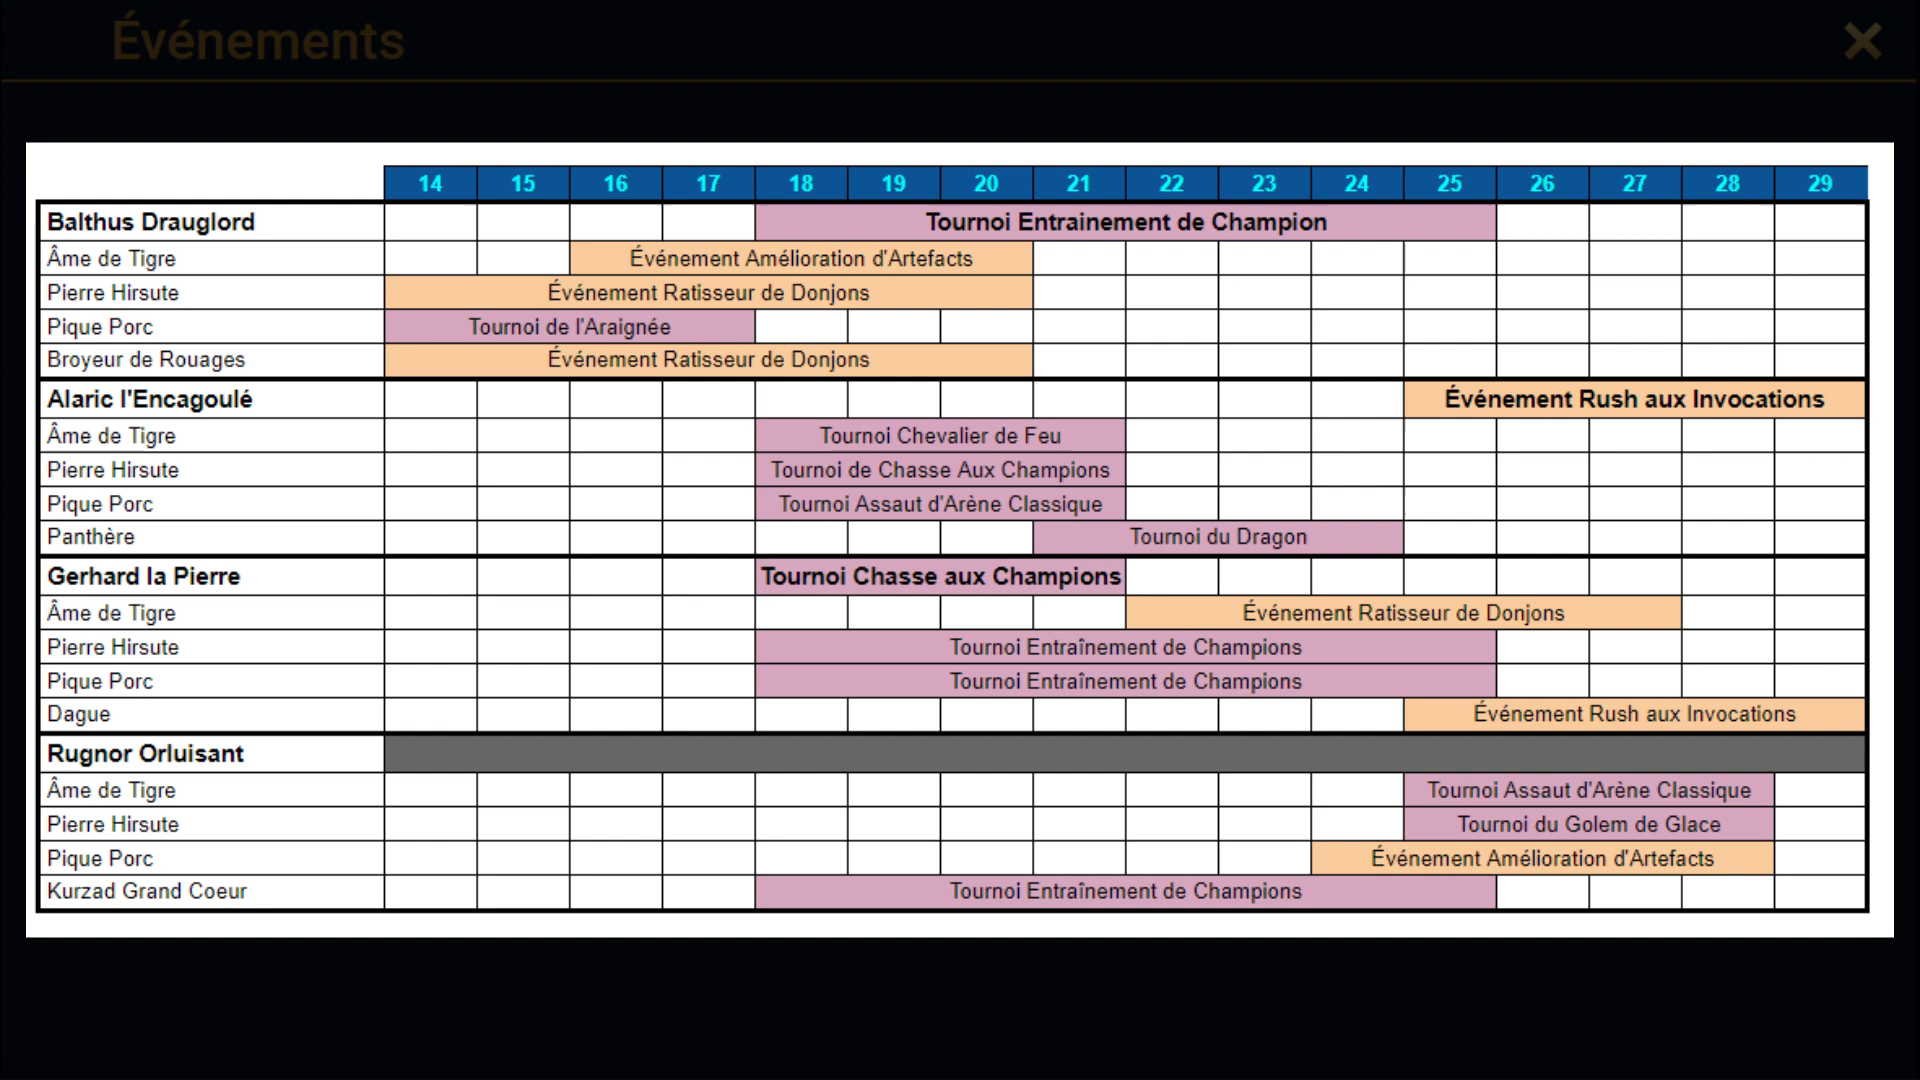 Événements
14 15 16 17 18 19 20 21 22 23 24 25 26 27 28 29
Balthus Drauglord Tournoi Entrainement de Champion
Âme de Tigre Événement Amélioration d'Artefacts
Pierre Hirsute Événement Ratisseur de Donjons
Pique Porc Tournoi de l'Araignée
Broyeur de Rouages Événement Ratisseur de Donjons
Alaric l'Encagoulé Événement Rush aux Invocations
Âme de Tigre Tournoi Chevalier de Feu
Pierre Hirsute Tournoi de Chasse Aux Champions
Pique Porc Tournoi Assaut d'Arène Classique
Panthère Tournoi du Dragon
Gerhard la Pierre Tournoi Chasse aux Champions
Âme de Tigre Événement Ratisseur de Donjons
Pierre Hirsute Tournoi Entraînement de Champions
Pique Porc Tournoi Entraînement de Champions
Dague Événement Rush aux Invocations
Rugnor Orluisant
Âme de Tigre Tournoi Assaut d'Arène Classique
Pierre Hirsute Tournoi du Golem de Glace
Pique Porc Événement Amélioration d'Artefacts
Kurzad Grand Coeur Tournoi Entraînement de Champions